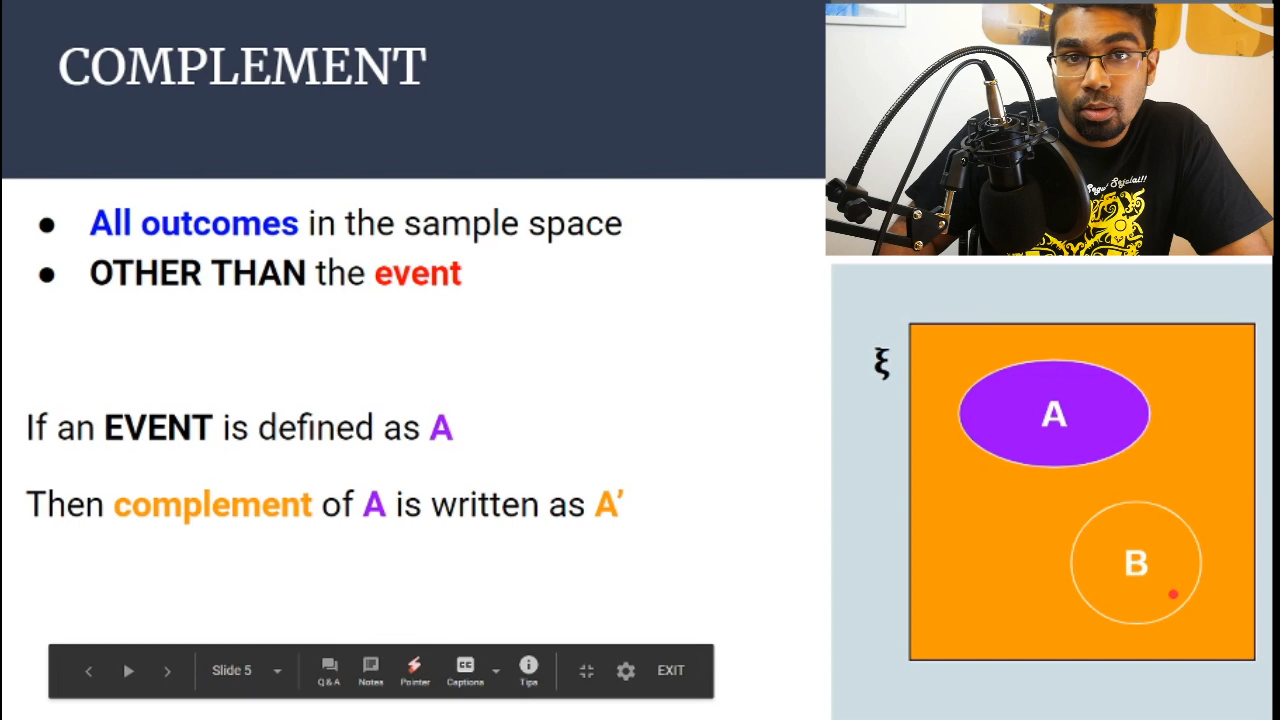 COMPLEMENT
● All outcomes in the sample space
● OTHER THAN the event
If an EVENT is defined as A
Then complement of A is written as A’
Sejolai!!
ξ
A
B
Slide 5
Q & A
Notes
Pointer
Captions
Tips
EXIT